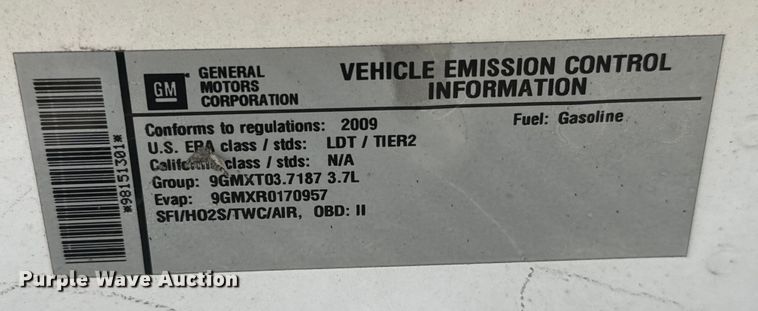 GM
GENERAL
MOTORS
CORPORATION
VEHICLE EMISSION CONTROL
INFORMATION
Conforms to regulations: 2009
Fuel: Gasoline
U.S. EPA class / stds: LDT / TIER2
California class / stds: N/A
Group: 9GMXT03.7187 3.7L
Evap: 9GMXR0170957
SFI/HO2S/TWC/AIR, OBD: II
*98151301*
Purple Wave Auction